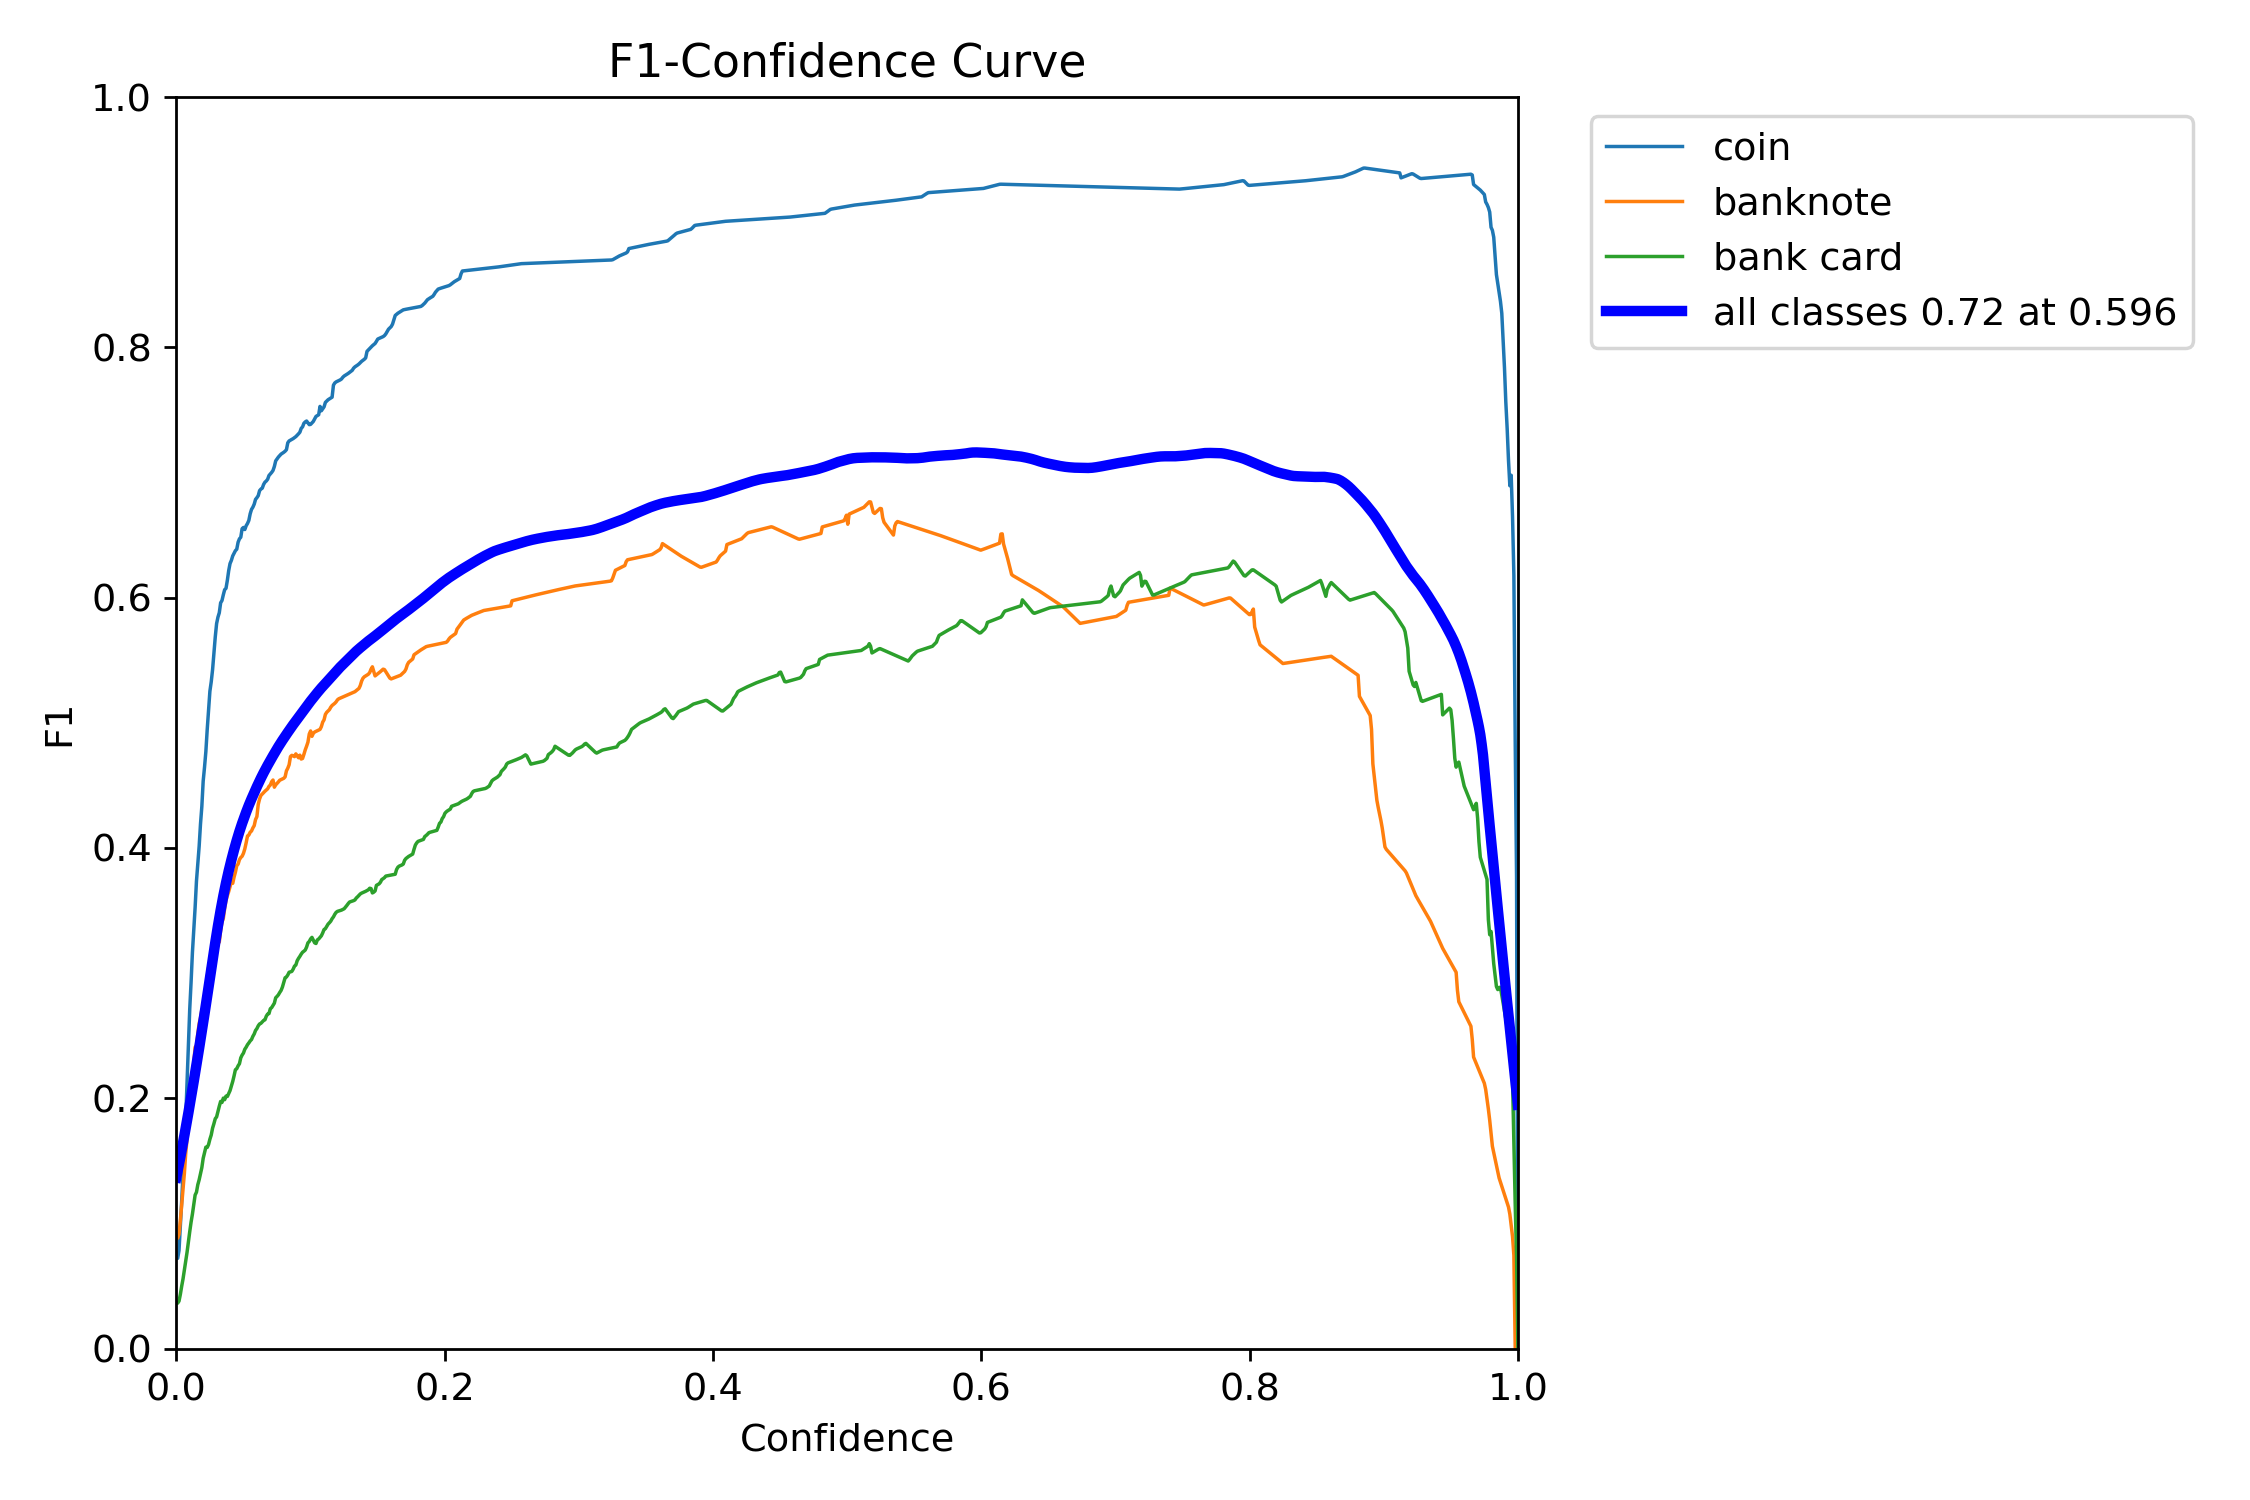 F1-Confidence Curve
1.0
0.8
0.6
0.4
0.2
0.0
F1
0.0 0.2 0.4 0.6 0.8 1.0
Confidence
coin
banknote
bank card
all classes 0.72 at 0.596